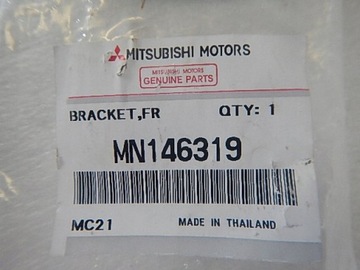 MITSUBISHI MOTORS
MITSUBISHI MOTORS
GENUINE PARTS
BRACKET,FR QTY: 1
MN146319
MC21 MADE IN THAILAND